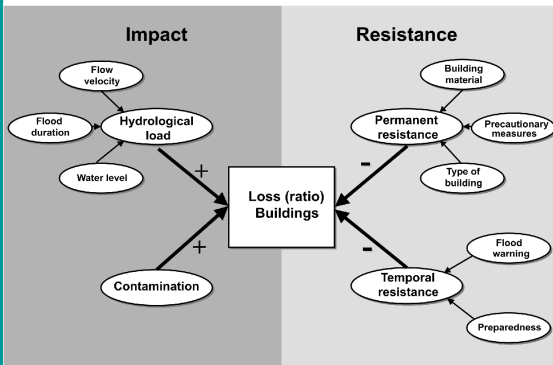 Impact
Resistance
Flow
velocity
Building
material
Flood
duration
Hydrological
load
Permanent
resistance
Precautionary
measures
Water level
Type of
building
+
-
Loss (ratio)
Buildings
+
-
Flood
warning
Contamination
Temporal
resistance
Preparedness